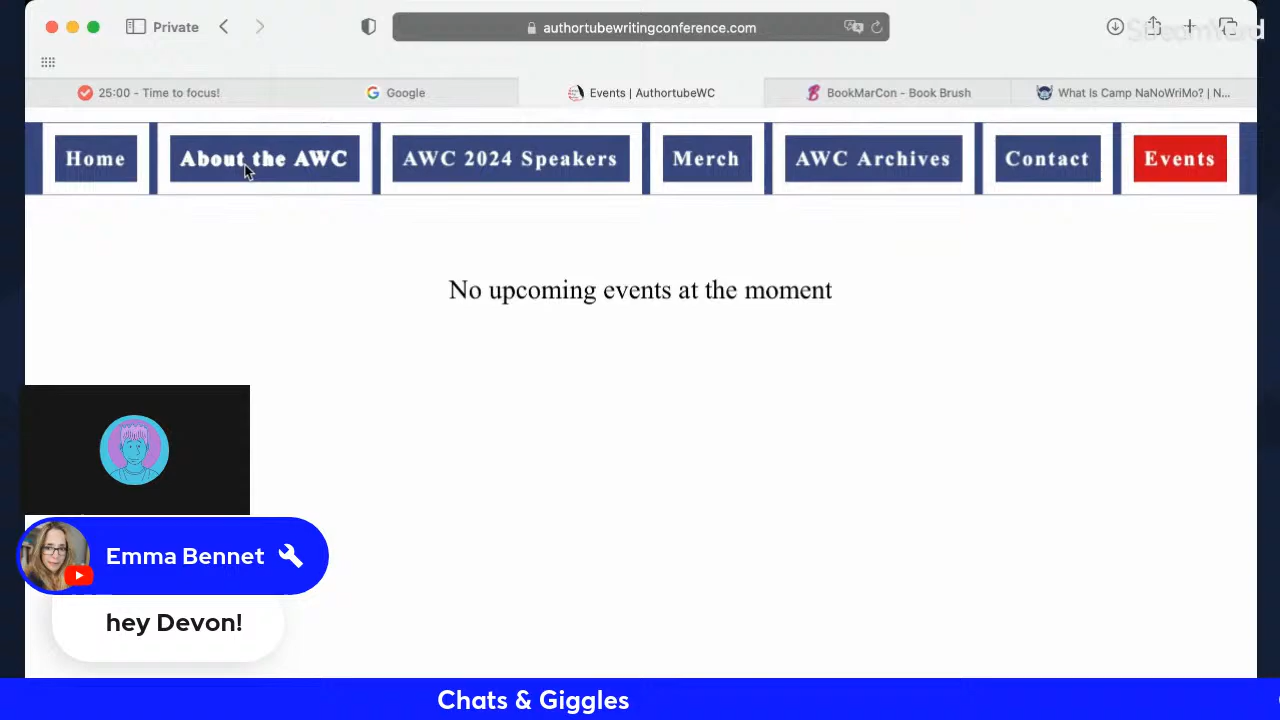 Private
authortubewritingconference.com
StreamYard
25:00 - Time to focus!
Google
Events | AuthortubeWC
BookMarCon - Book Brush
What Is Camp NaNoWriMo? | N...
Home
About the AWC
AWC 2024 Speakers
Merch
AWC Archives
Contact
Events
No upcoming events at the moment
Emma Bennet
hey Devon!
Chats & Giggles